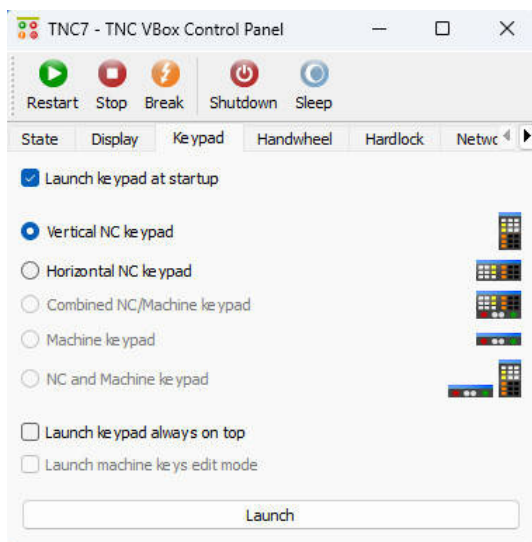 TNC7 - TNC VBox Control Panel
Restart Stop Break Shutdown Sleep
State Display Keypad Handwheel Hardlock Netwc
Launch keypad at startup
Vertical NC keypad
Horizontal NC keypad
Combined NC/Machine keypad
Machine keypad
NC and Machine keypad
Launch keypad always on top
Launch machine keys edit mode
Launch